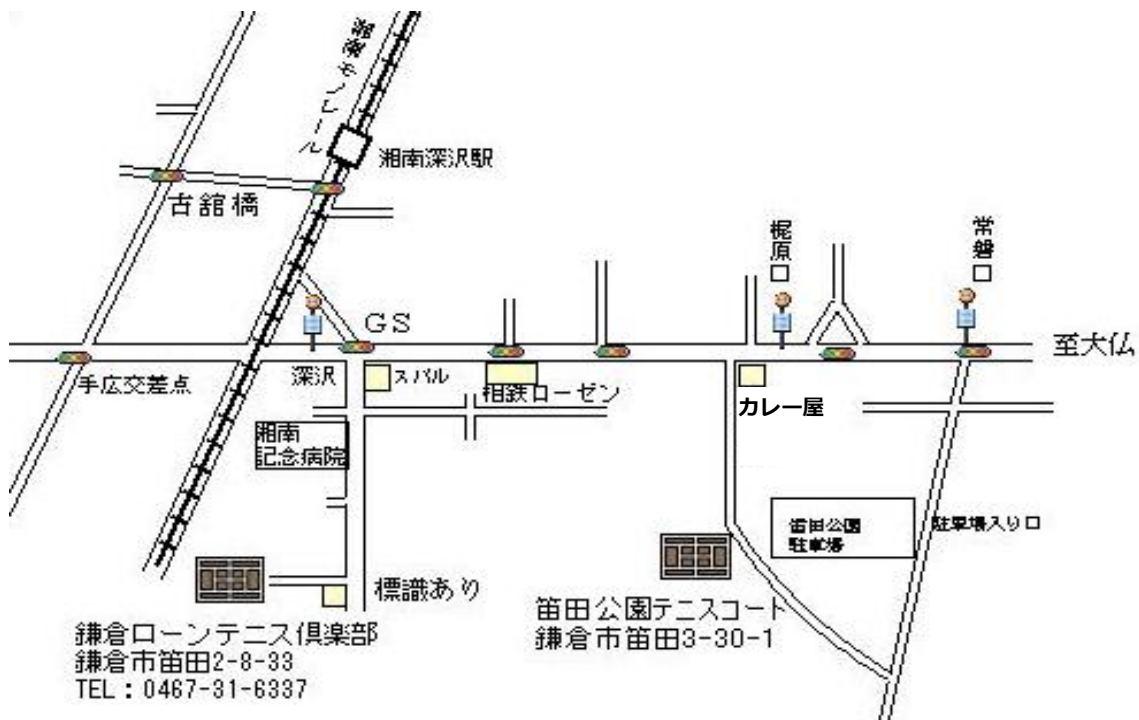 湘南モノレール
湘南深沢駅
古舘橋
梶原
常磐
GS
至大仏
手広交差点
深沢
スバル
相鉄ローゼン
カレー屋
湘南
記念病院
笛田公園
駐車場
駐車場入り口
標識あり
鎌倉ローンテニス倶楽部
鎌倉市笛田2-8-33
TEL：0467-31-6337
笛田公園テニスコート
鎌倉市笛田3-30-1